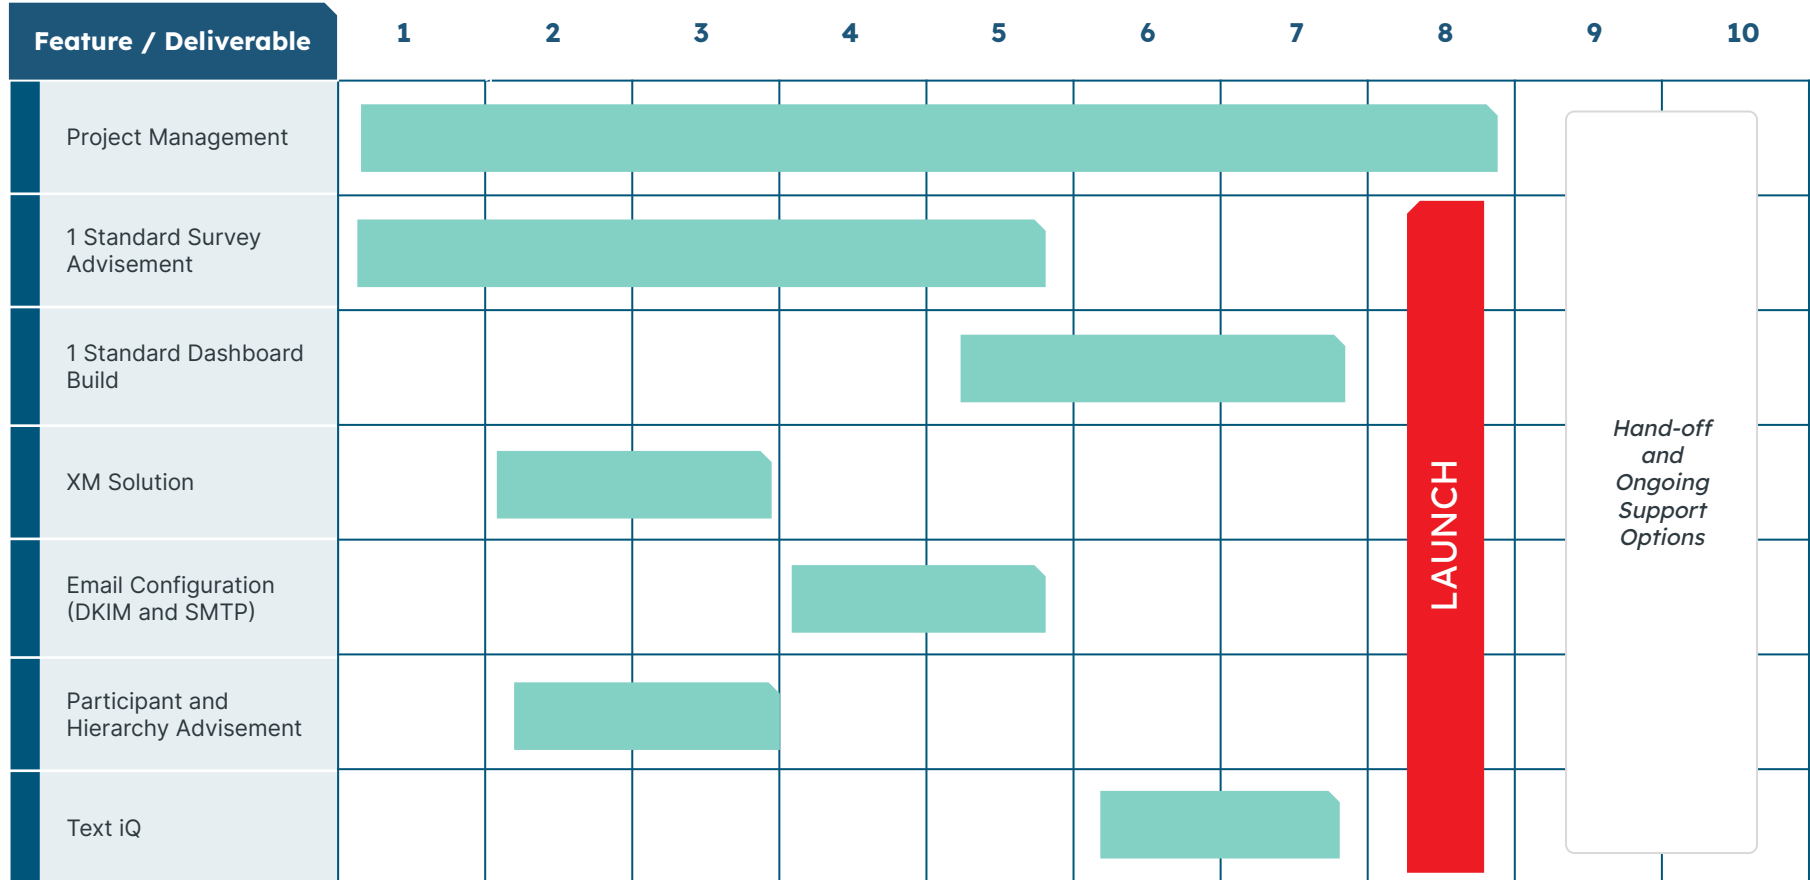 Feature / Deliverable 1 2 3 4 5 6 7 8 9 10
Project Management
1 Standard Survey
Advisement
1 Standard Dashboard
Build
XM Solution
Email Configuration
(DKIM and SMTP)
Participant and
Hierarchy Advisement
Text iQ
LAUNCH
Hand-off
and
Ongoing
Support
Options